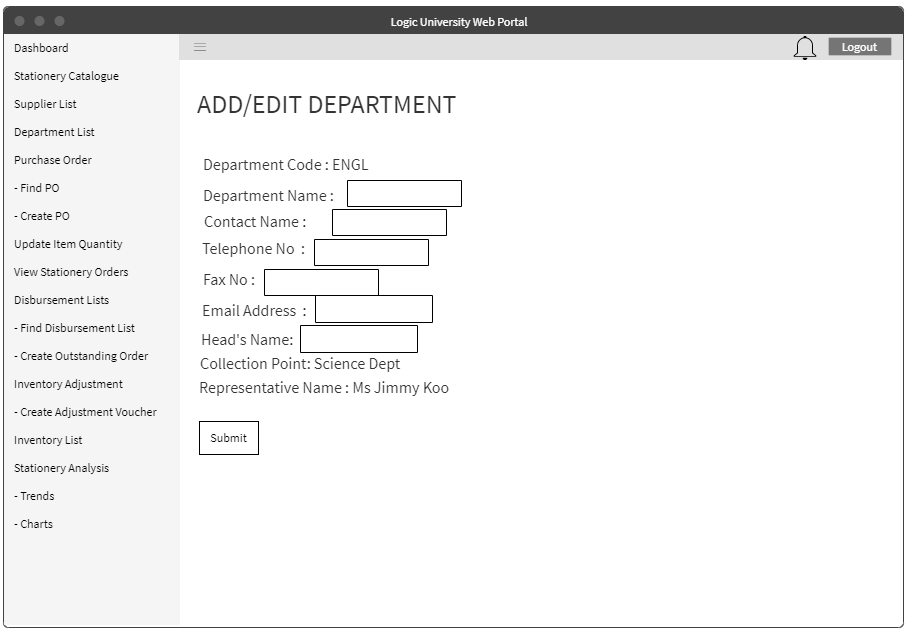 Logic University Web Portal
Logout
Dashboard
Stationery Catalogue
Supplier List
Department List
Purchase Order
- Find PO
- Create PO
Update Item Quantity
View Stationery Orders
Disbursement Lists
- Find Disbursement List
- Create Outstanding Order
Inventory Adjustment
- Create Adjustment Voucher
Inventory List
Stationery Analysis
- Trends
- Charts
ADD/EDIT DEPARTMENT
Department Code : ENGL
Department Name :
Contact Name :
Telephone No :
Fax No :
Email Address :
Head's Name:
Collection Point: Science Dept
Representative Name : Ms Jimmy Koo
Submit